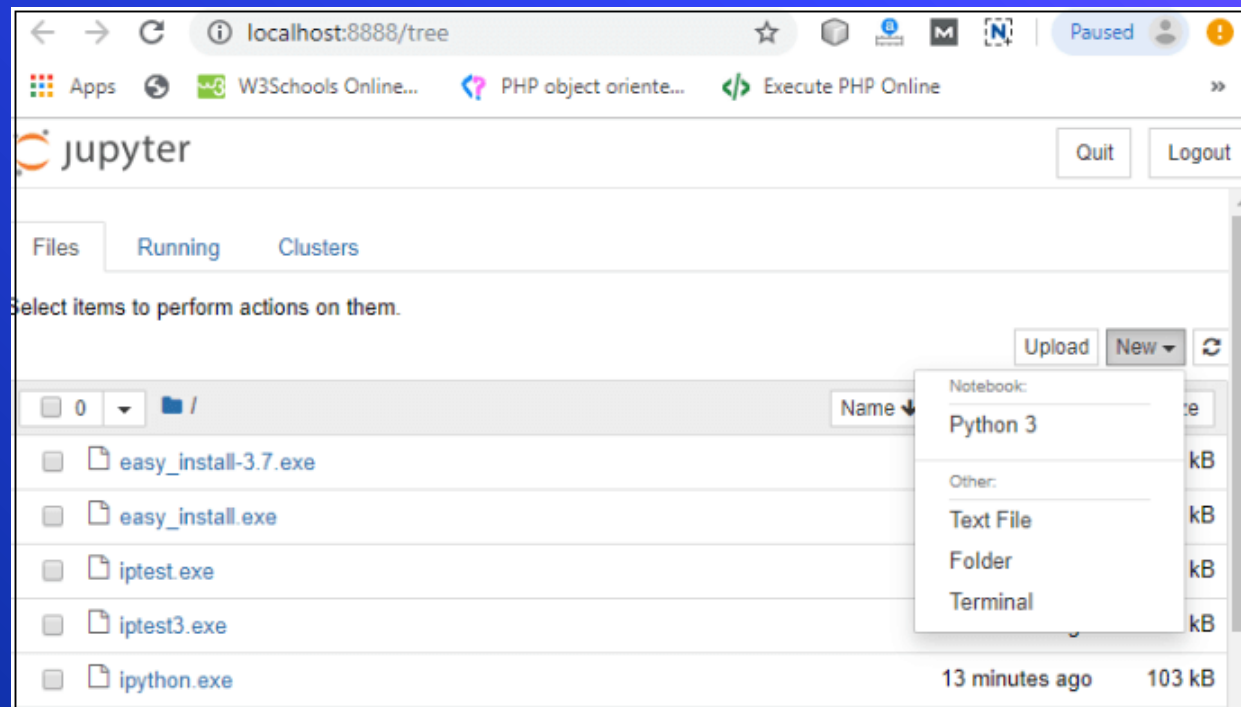 localhost:8888/tree Paused
Apps W3Schools Online... PHP object oriente... Execute PHP Online »
jupyter Quit Logout
Files Running Clusters
Select items to perform actions on them.
Upload New
0 / Name
Notebook:
Python 3
easy_install-3.7.exe kB
Other:
easy_install.exe Text File kB
iptest.exe Folder kB
Terminal
iptest3.exe kB
ipython.exe 13 minutes ago 103 kB